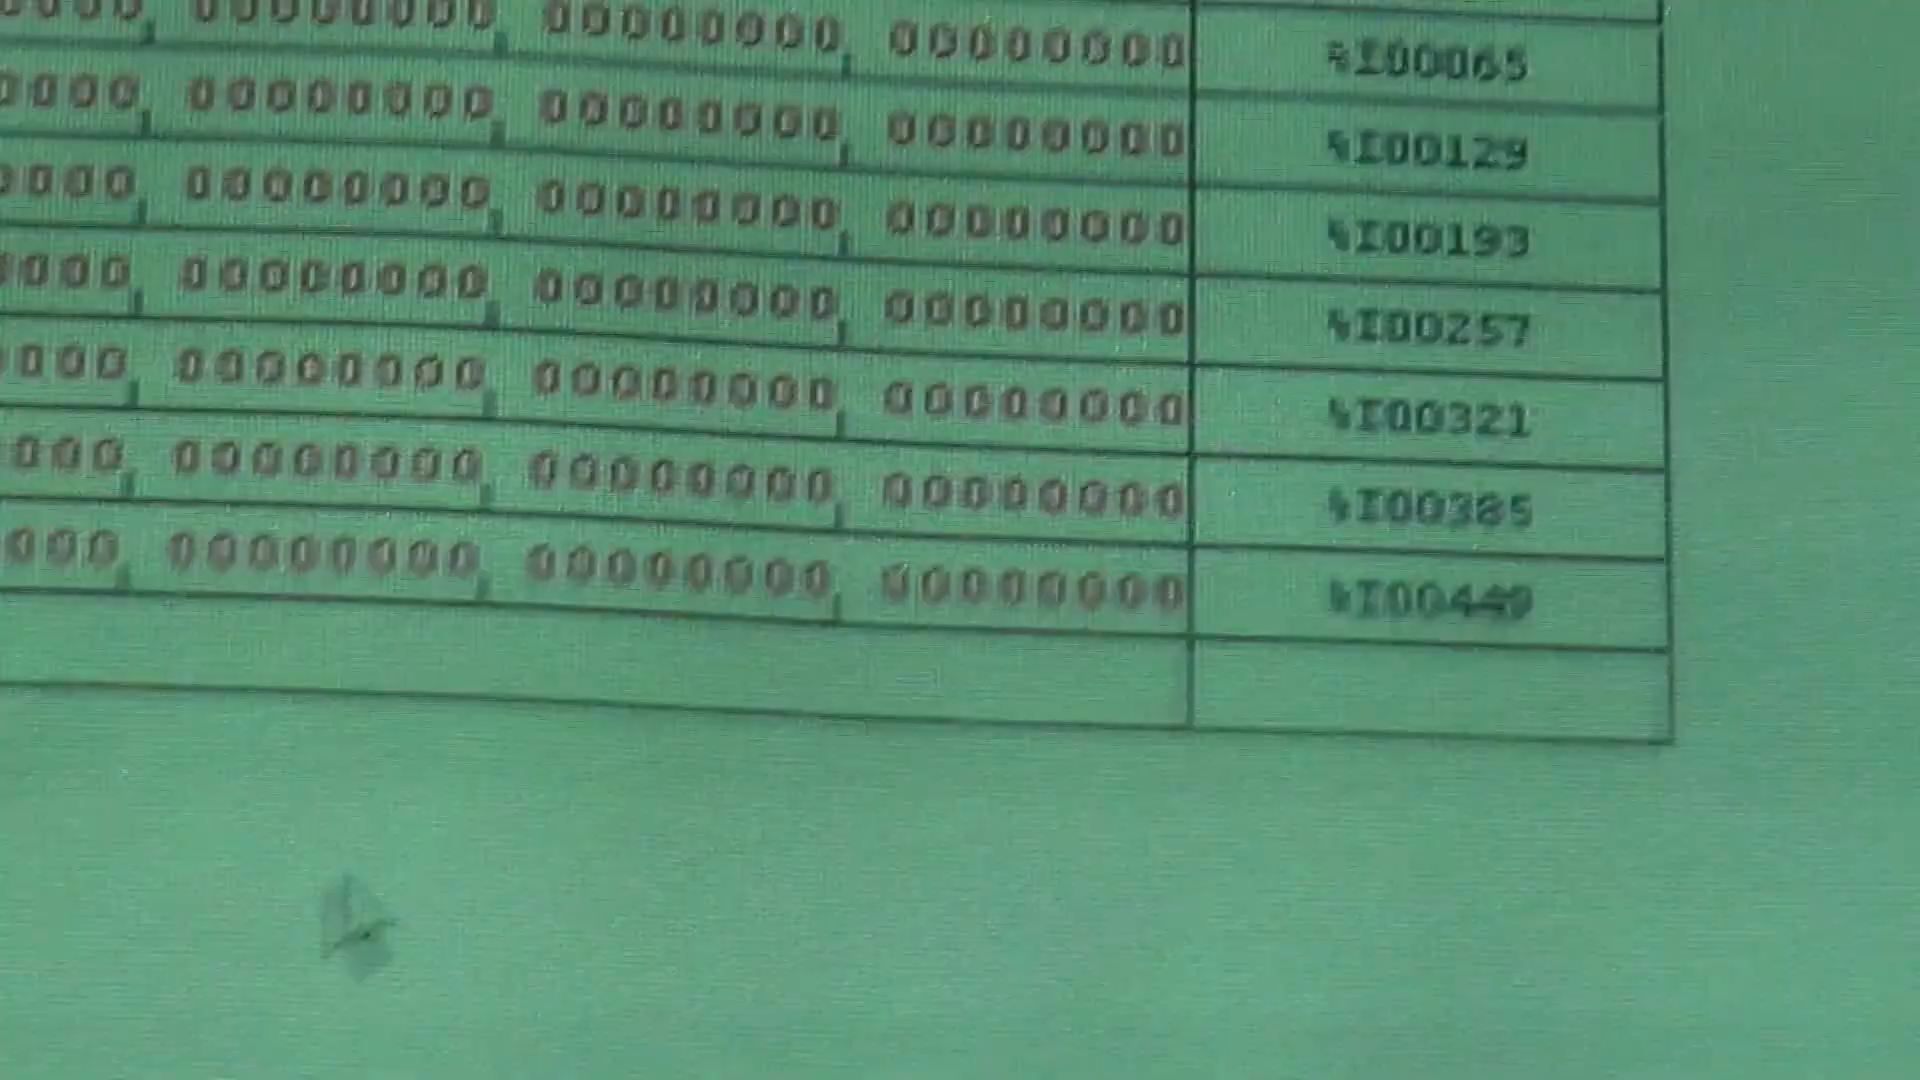 00000000 00000000 00000000 %I00065
0000 00000000 00000000 00000000 %I00129
0000 00000000 00000000 00000000 %I00193
0000 00000000 00000000 00000000 %I00257
0000 00000000 00000000 00000000 %I00321
000 00000000 00000000 00000000 %I00385
000 00000000 00000000 00000000 %I00449